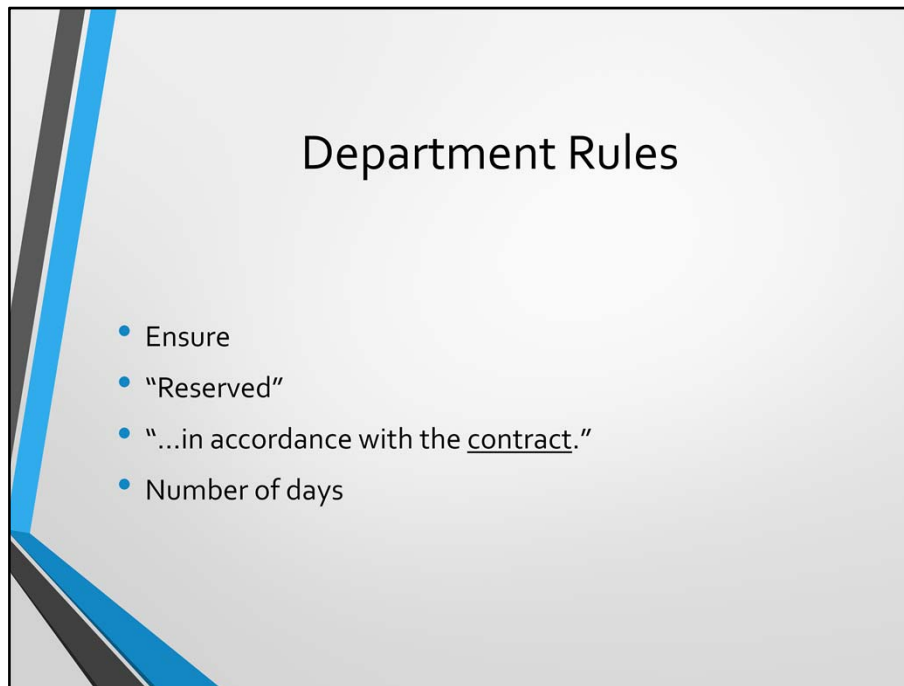 Department Rules
• Ensure
• “Reserved”
• “...in accordance with the contract.”
• Number of days